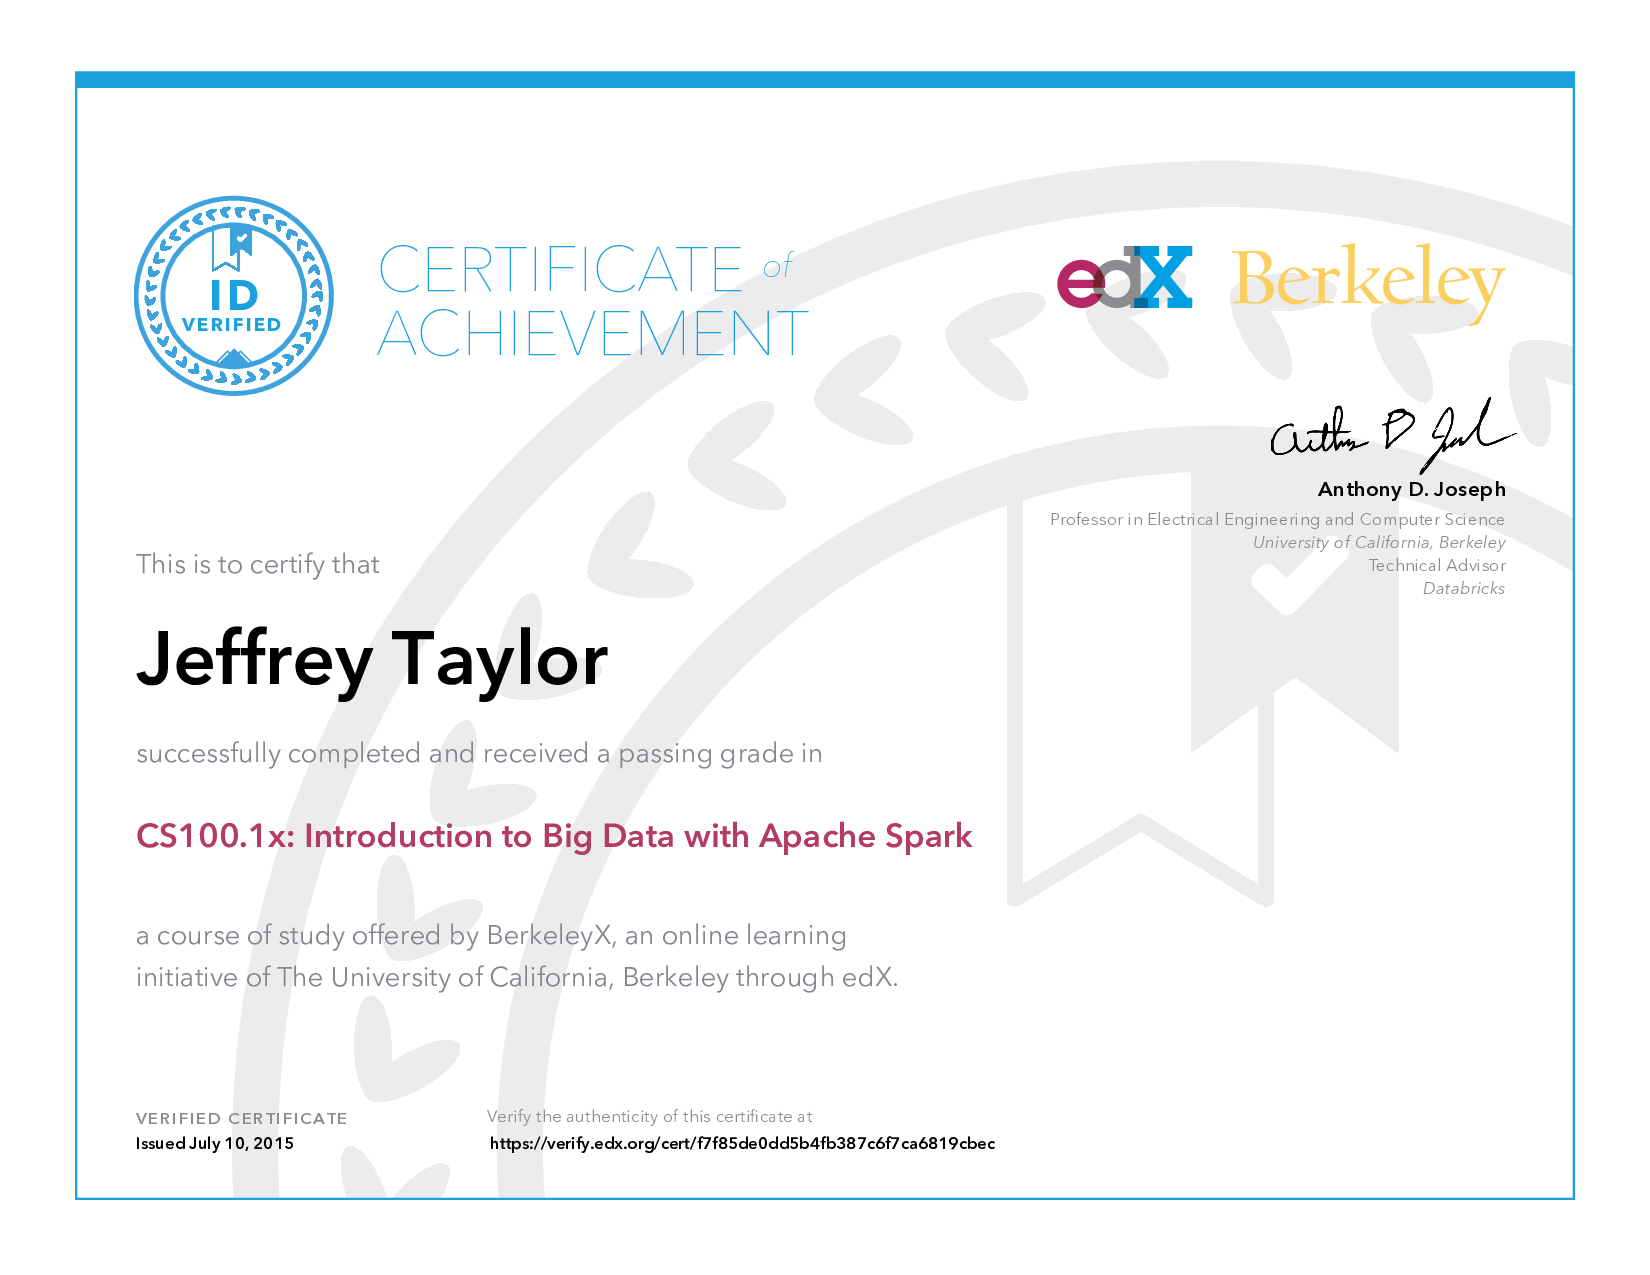 ID
VERIFIED
CERTIFICATE of
ACHIEVEMENT
edX Berkeley
Anthony D. Joseph
Professor in Electrical Engineering and Computer Science
University of California, Berkeley
Technical Advisor
Databricks
This is to certify that
Jeffrey Taylor
successfully completed and received a passing grade in
CS100.1x: Introduction to Big Data with Apache Spark
a course of study offered by BerkeleyX, an online learning
initiative of The University of California, Berkeley through edX.
VERIFIED CERTIFICATE
Issued July 10, 2015
Verify the authenticity of this certificate at
https://verify.edx.org/cert/f7f85de0dd5b4fb387c6f7ca6819cbec